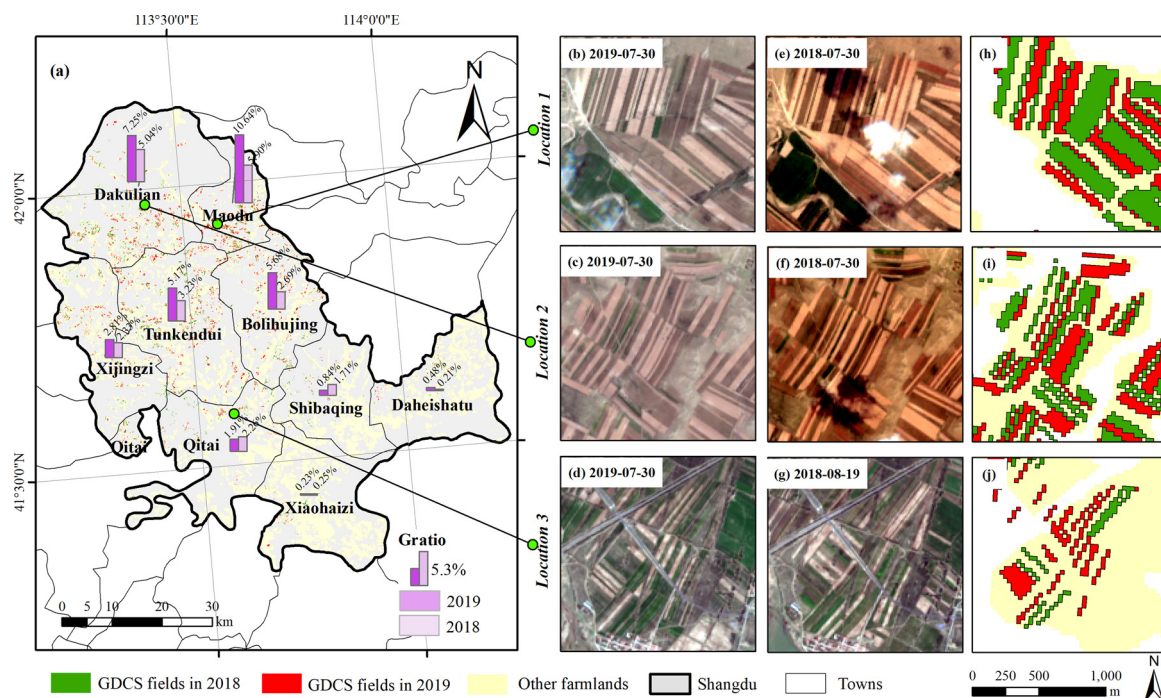 113°30'0"E
114°0'0"E
42°0'0"N
41°30'0"N
(a)
N
7.25%
5.04%
Dakulian
10.64%
5.90%
Maodu
5.17%
3.23%
Tunkendui
5.68%
2.69%
Bolihujing
2.81%
Xijingzi
0.84%
1.71%
Shibaqing
0.48%
0.21%
Daheishatu
Qitai
1.91%
Qitai
0.23%
0.25%
Xiaohaizi
Gratio
5.3%
2019
2018
0 5 10 20 30
km
Location 1
Location 2
Location 3
(b) 2019-07-30
(e) 2018-07-30
(h)
(c) 2019-07-30
(f) 2018-07-30
(i)
(d) 2019-07-30
(g) 2018-08-19
(j)
0 250 500 1,000
m
N
GDCS fields in 2018
GDCS fields in 2019
Other farmlands
Shangdu
Towns